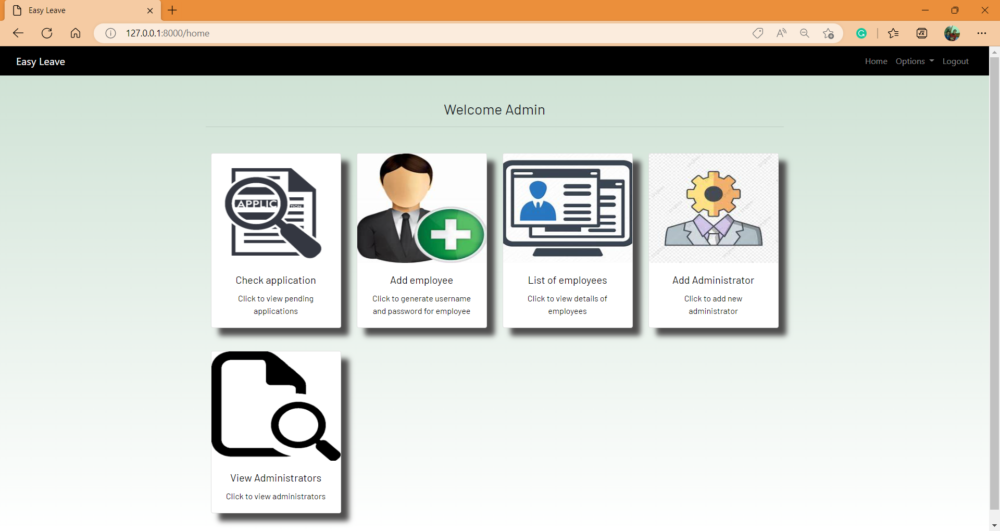 Easy Leave
127.0.0.1:8000/home
Easy Leave
Home Options Logout
Welcome Admin
APPLIC TION
Check application
Click to view pending
applications
Add employee
Click to generate username
and password for employee
List of employees
Click to view details of
employees
Add Administrator
Click to add new
administrator
View Administrators
Click to view administrators